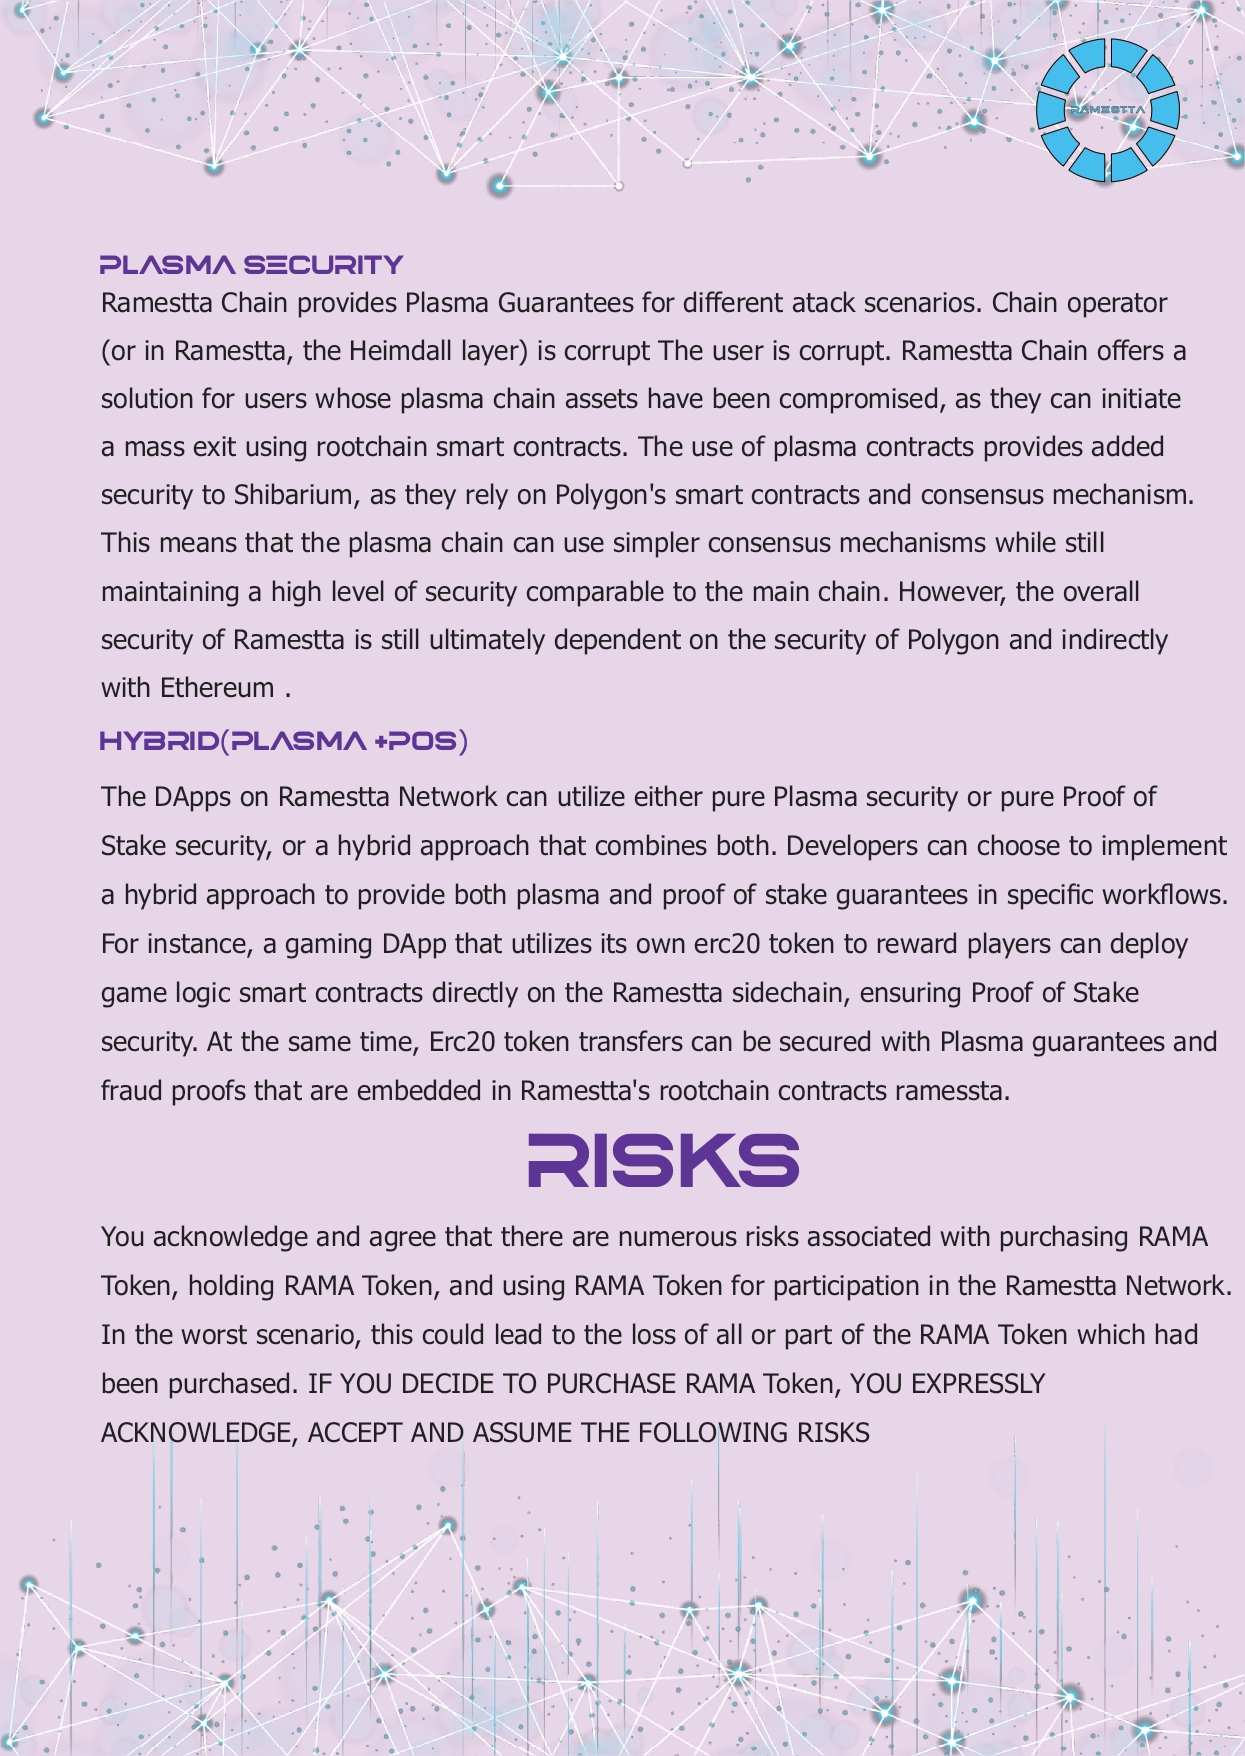 RAMESTTA
PLASMA SECURITY
Ramestta Chain provides Plasma Guarantees for different atack scenarios. Chain operator
(or in Ramestta, the Heimdall layer) is corrupt The user is corrupt. Ramestta Chain offers a
solution for users whose plasma chain assets have been compromised, as they can initiate
a mass exit using rootchain smart contracts. The use of plasma contracts provides added
security to Shibarium, as they rely on Polygon's smart contracts and consensus mechanism.
This means that the plasma chain can use simpler consensus mechanisms while still
maintaining a high level of security comparable to the main chain. However, the overall
security of Ramestta is still ultimately dependent on the security of Polygon and indirectly
with Ethereum .
HYBRID(PLASMA +POS)
The DApps on Ramestta Network can utilize either pure Plasma security or pure Proof of
Stake security, or a hybrid approach that combines both. Developers can choose to implement
a hybrid approach to provide both plasma and proof of stake guarantees in specific workflows.
For instance, a gaming DApp that utilizes its own erc20 token to reward players can deploy
game logic smart contracts directly on the Ramestta sidechain, ensuring Proof of Stake
security. At the same time, Erc20 token transfers can be secured with Plasma guarantees and
fraud proofs that are embedded in Ramestta's rootchain contracts ramessta.
RISKS
You acknowledge and agree that there are numerous risks associated with purchasing RAMA
Token, holding RAMA Token, and using RAMA Token for participation in the Ramestta Network.
In the worst scenario, this could lead to the loss of all or part of the RAMA Token which had
been purchased. IF YOU DECIDE TO PURCHASE RAMA Token, YOU EXPRESSLY
ACKNOWLEDGE, ACCEPT AND ASSUME THE FOLLOWING RISKS